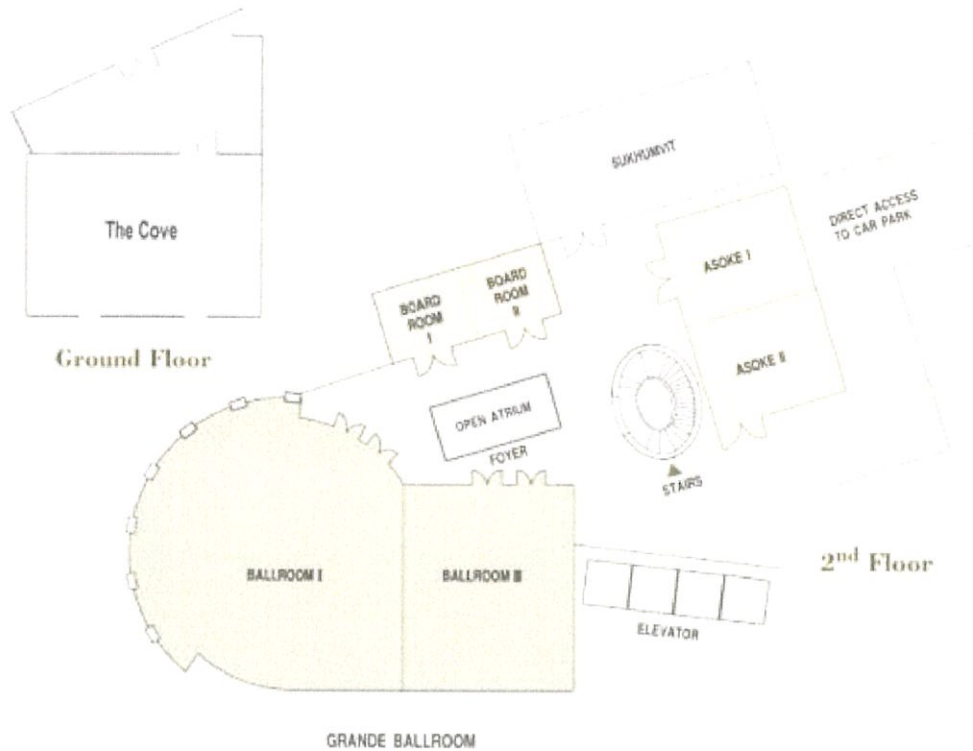 The Cove
Ground Floor
SUKHUMVIT
DIRECT ACCESS
TO CAR PARK
ASOKE I
ASOKE II
BOARD
ROOM
I
BOARD
ROOM
II
OPEN ATRIUM
FOYER
STAIRS
2nd Floor
BALLROOM I
BALLROOM III
ELEVATOR
GRANDE BALLROOM